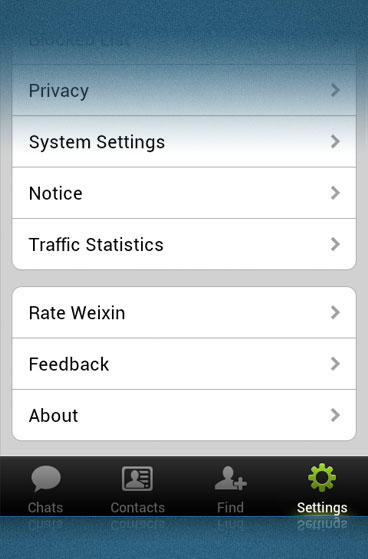 Blocked List
Privacy
System Settings
Notice
Traffic Statistics
Rate Weixin
Feedback
About
Chats
Contacts
Find
Settings